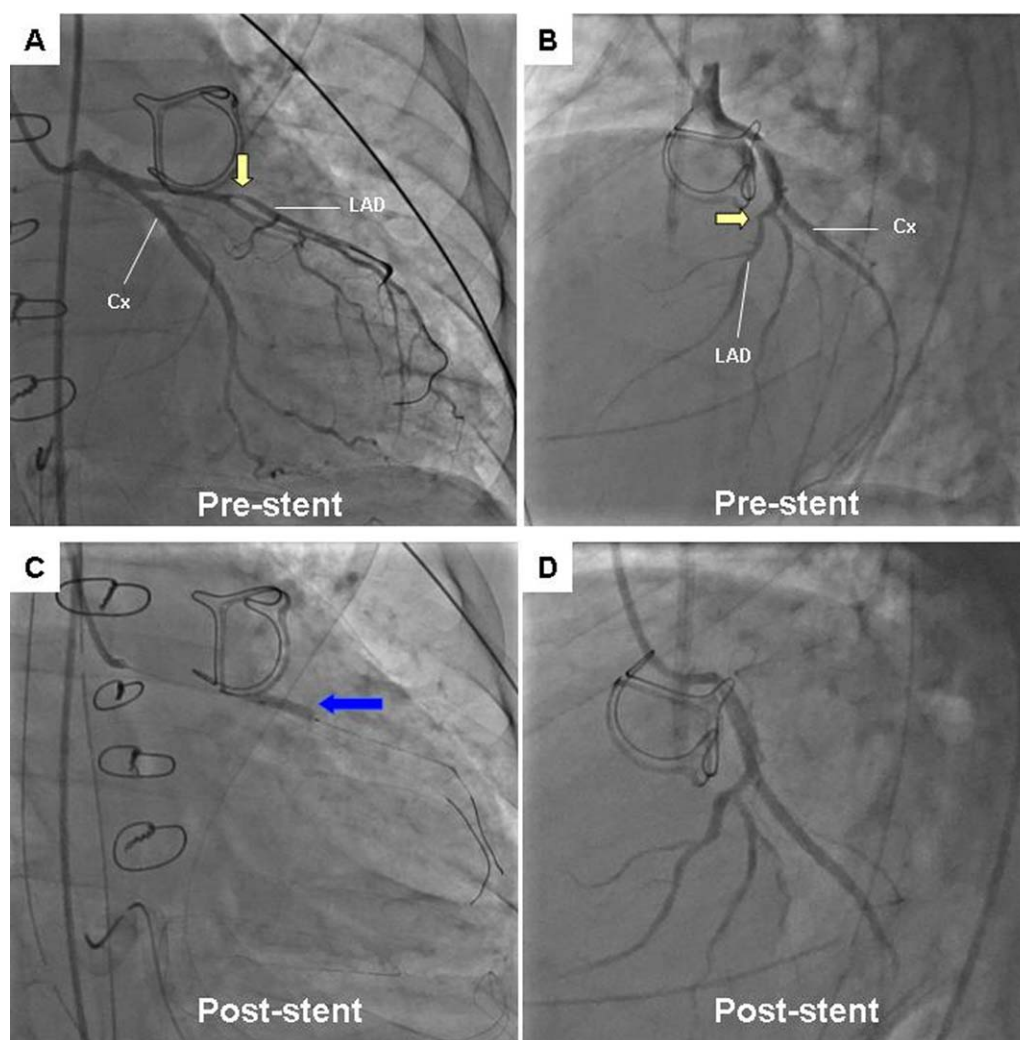 A
LAD
Cx
Pre-stent
B
Cx
LAD
Pre-stent
C
Post-stent
D
Post-stent